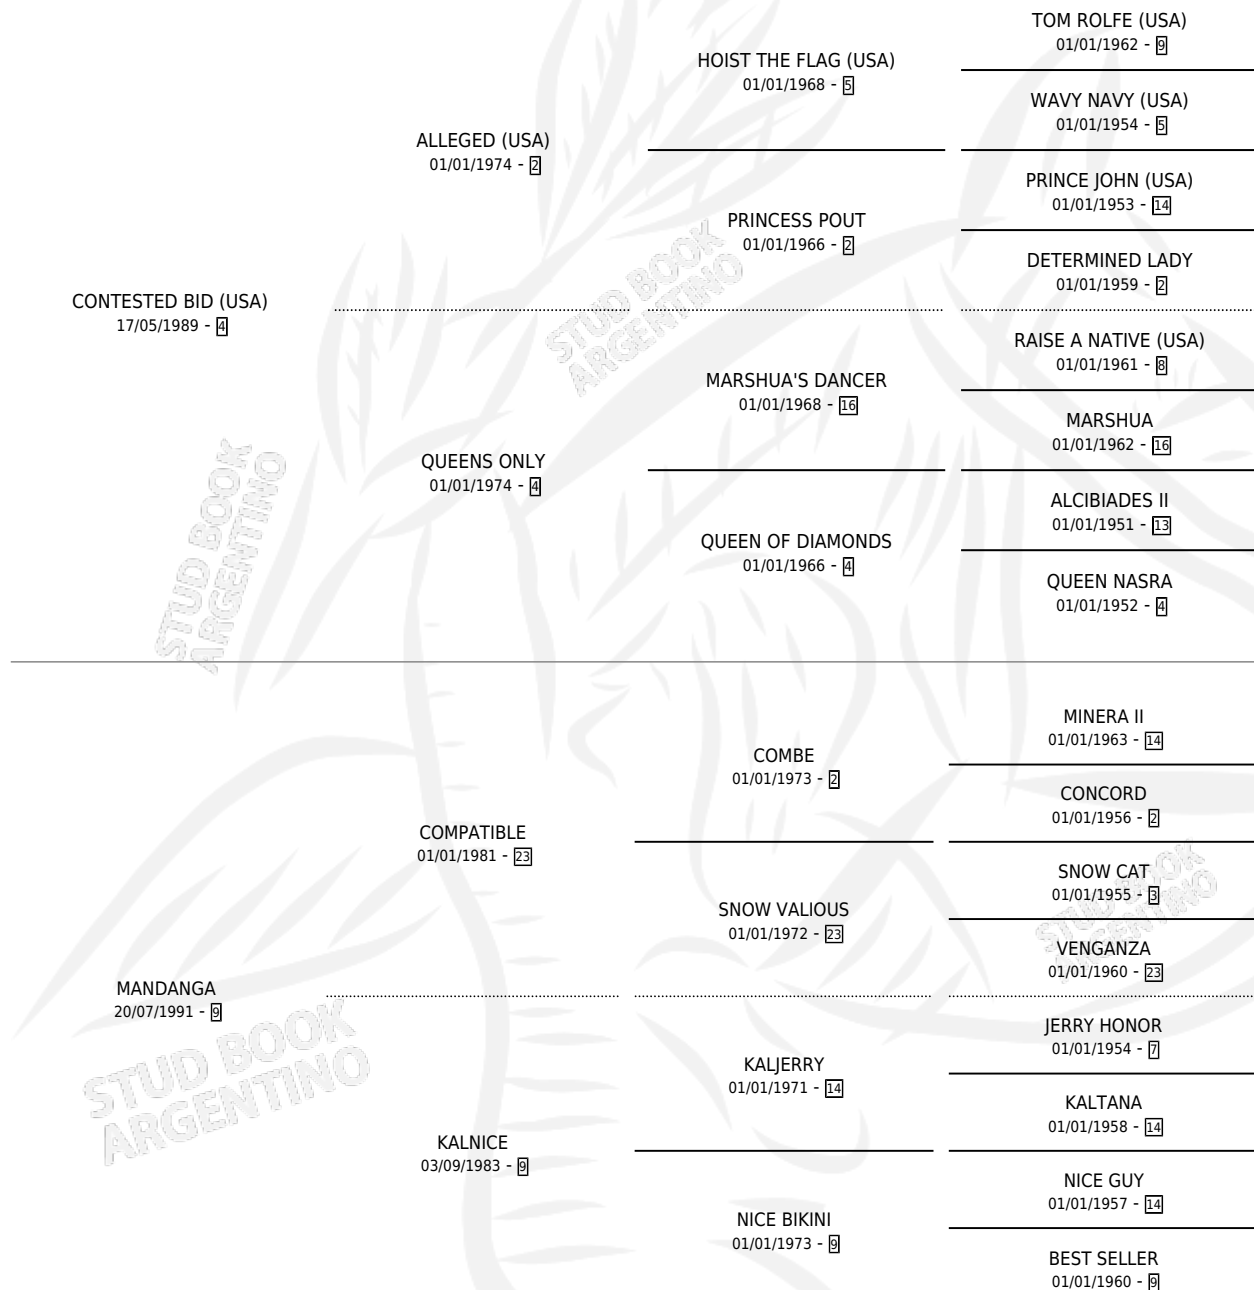 TOM ROLFE (USA)
01/01/1962 - 9
HOIST THE FLAG (USA)
01/01/1968 - 5
WAVY NAVY (USA)
01/01/1954 - 5
ALLEGED (USA)
01/01/1974 - 2
PRINCE JOHN (USA)
01/01/1953 - 14
PRINCESS POUT
01/01/1966 - 2
DETERMINED LADY
01/01/1959 - 2
CONTESTED BID (USA)
17/05/1989 - 4
RAISE A NATIVE (USA)
01/01/1961 - 8
MARSHUA'S DANCER
01/01/1968 - 16
MARSHUA
01/01/1962 - 16
QUEENS ONLY
01/01/1974 - 4
ALCIBIADES II
01/01/1951 - 13
QUEEN OF DIAMONDS
01/01/1966 - 4
QUEEN NASRA
01/01/1952 - 4
MINERA II
01/01/1963 - 14
COMBE
01/01/1973 - 2
CONCORD
01/01/1956 - 2
COMPATIBLE
01/01/1981 - 23
SNOW CAT
01/01/1955 - 3
SNOW VALIOUS
01/01/1972 - 23
VENGANZA
01/01/1960 - 23
MANDANGA
20/07/1991 - 9
JERRY HONOR
01/01/1954 - 7
KALJERRY
01/01/1971 - 14
KALTANA
01/01/1958 - 14
KALNICE
03/09/1983 - 9
NICE GUY
01/01/1957 - 14
NICE BIKINI
01/01/1973 - 9
BEST SELLER
01/01/1960 - 9
STUD BOOK
ARGENTINO
STUD BOOK
ARGENTINO
STUD BOOK
ARGENTINO
STUD BOOK
ARGENTINO